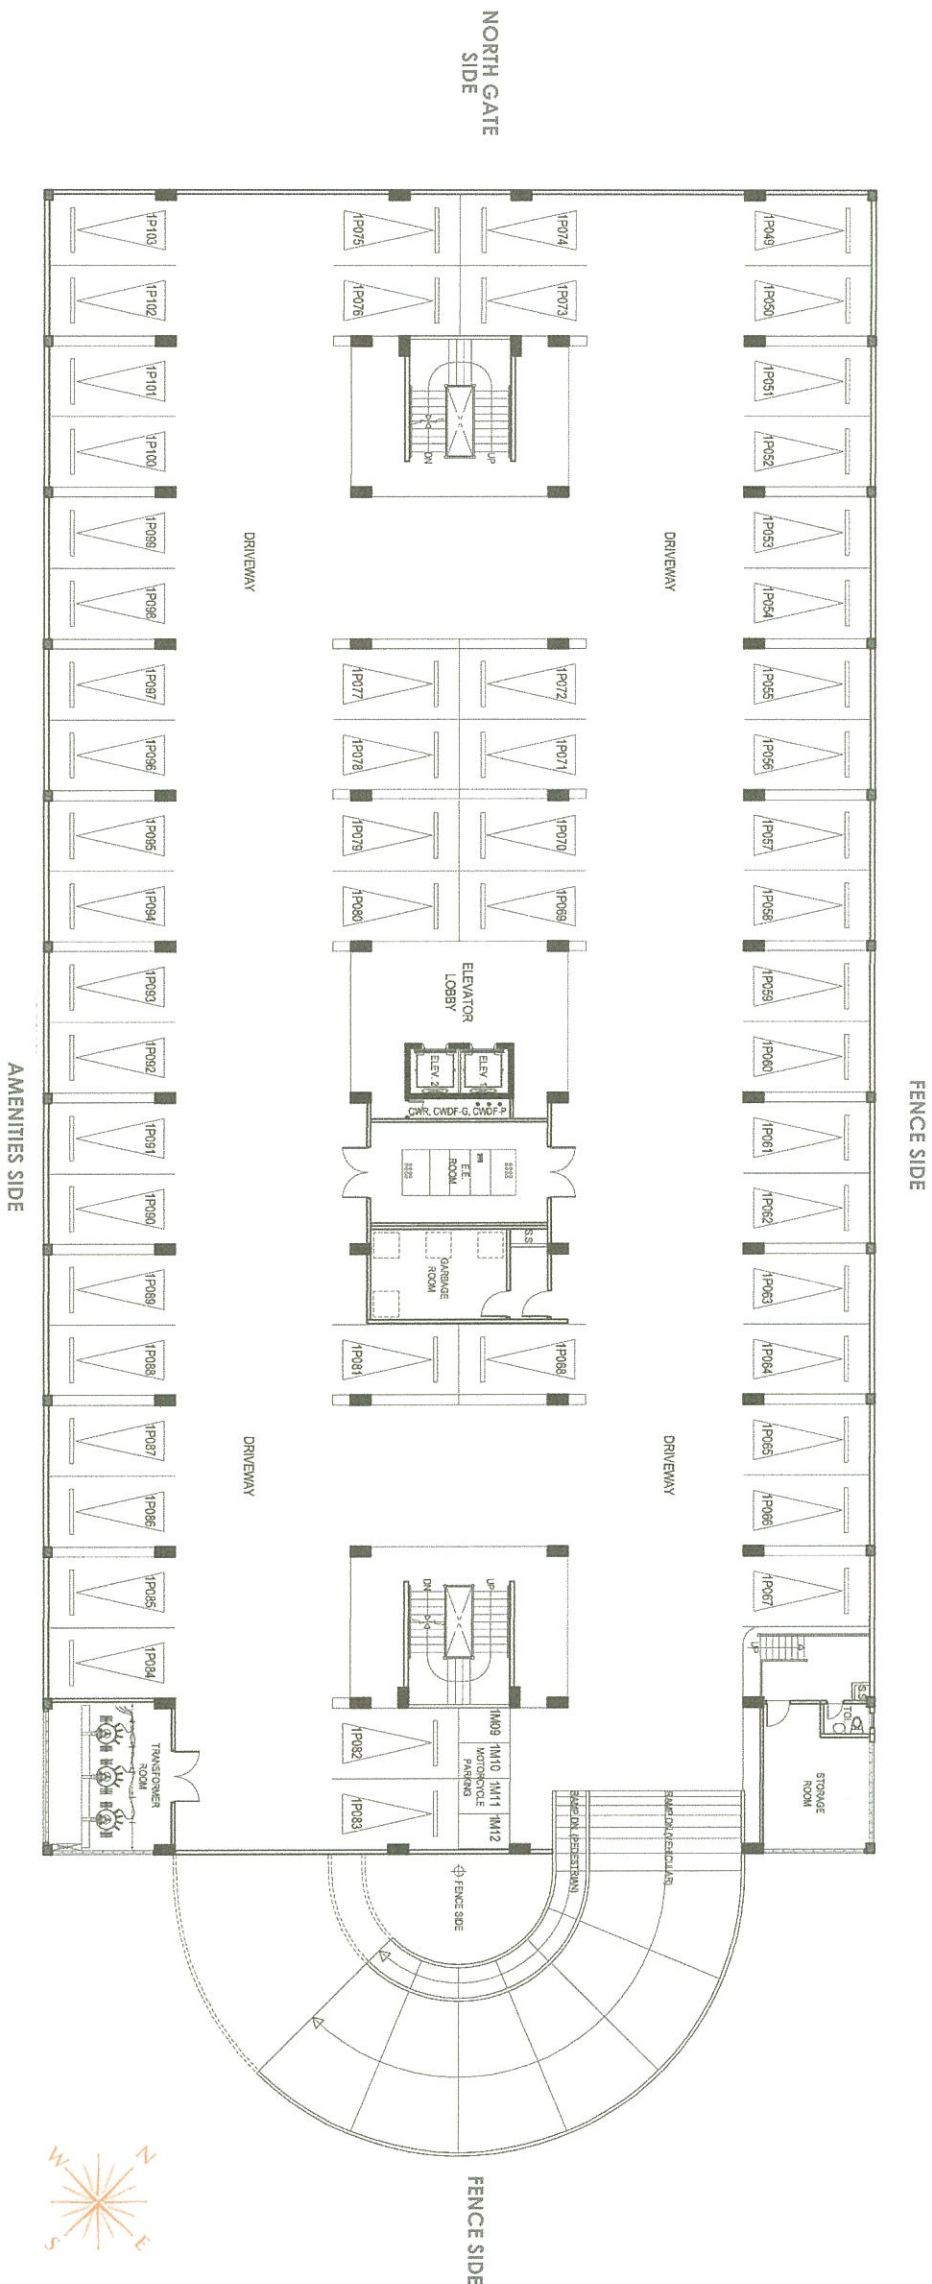 NORTH GATE
SIDE
1P103
1P102
1P101
1P100
1P099
1P098
1P097
1P096
1P095
1P094
1P093
1P092
1P091
1P090
1P089
1P088
1P087
1P086
1P085
1P084
TRANSFORMER
ROOM
DRIVEWAY
DRIVEWAY
1P075
1P076
1P077
1P078
1P079
1P080
1P081
1P082
1P083
1P074
1P073
1P072
1P071
1P070
1P069
1P068
UP
DN
ELEVATOR
LOBBY
ELEV. 1
ELEV. 2
CWR, CWDF-G, CWDF-P
E.E.
ROOM
S.S
GARBAGE
ROOM
UP
DN
1M09 1M10 1M11 1M12
MOTORCYCLE
PARKING
DRIVEWAY
DRIVEWAY
1P049
1P050
1P051
1P052
1P053
1P054
1P055
1P056
1P057
1P058
1P059
1P060
1P061
1P062
1P063
1P064
1P065
1P066
1P067
UP
S.S
TOI.
STORAGE
ROOM
RAMP DN (VEHICULAR)
RAMP DN (PEDESTRIAN)
FENCE SIDE
FENCE SIDE
AMENITIES SIDE
FENCE SIDE
N
E
S
W